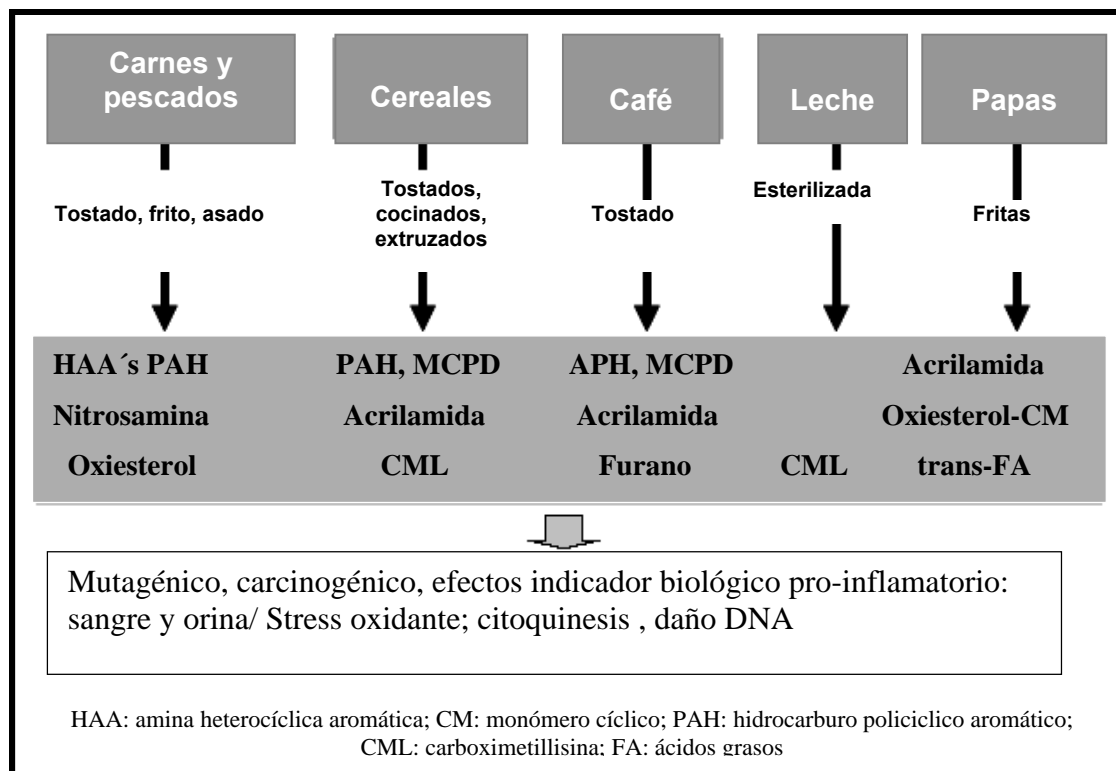 Carnes y
pescados
Cereales
Café
Leche
Papas
Tostado, frito, asado
Tostados,
cocinados,
extruzados
Tostado
Esterilizada
Fritas
HAA´s PAH PAH, MCPD APH, MCPD Acrilamida
Nitrosamina Acrilamida Acrilamida Oxiesterol-CM
Oxiesterol CML Furano CML trans-FA
Mutagénico, carcinogénico, efectos indicador biológico pro-inflamatorio:
sangre y orina/ Stress oxidante; citoquinesis , daño DNA
HAA: amina heterocíclica aromática; CM: monómero cíclico; PAH: hidrocarburo policiclico aromático;
CML: carboximetillisina; FA: ácidos grasos